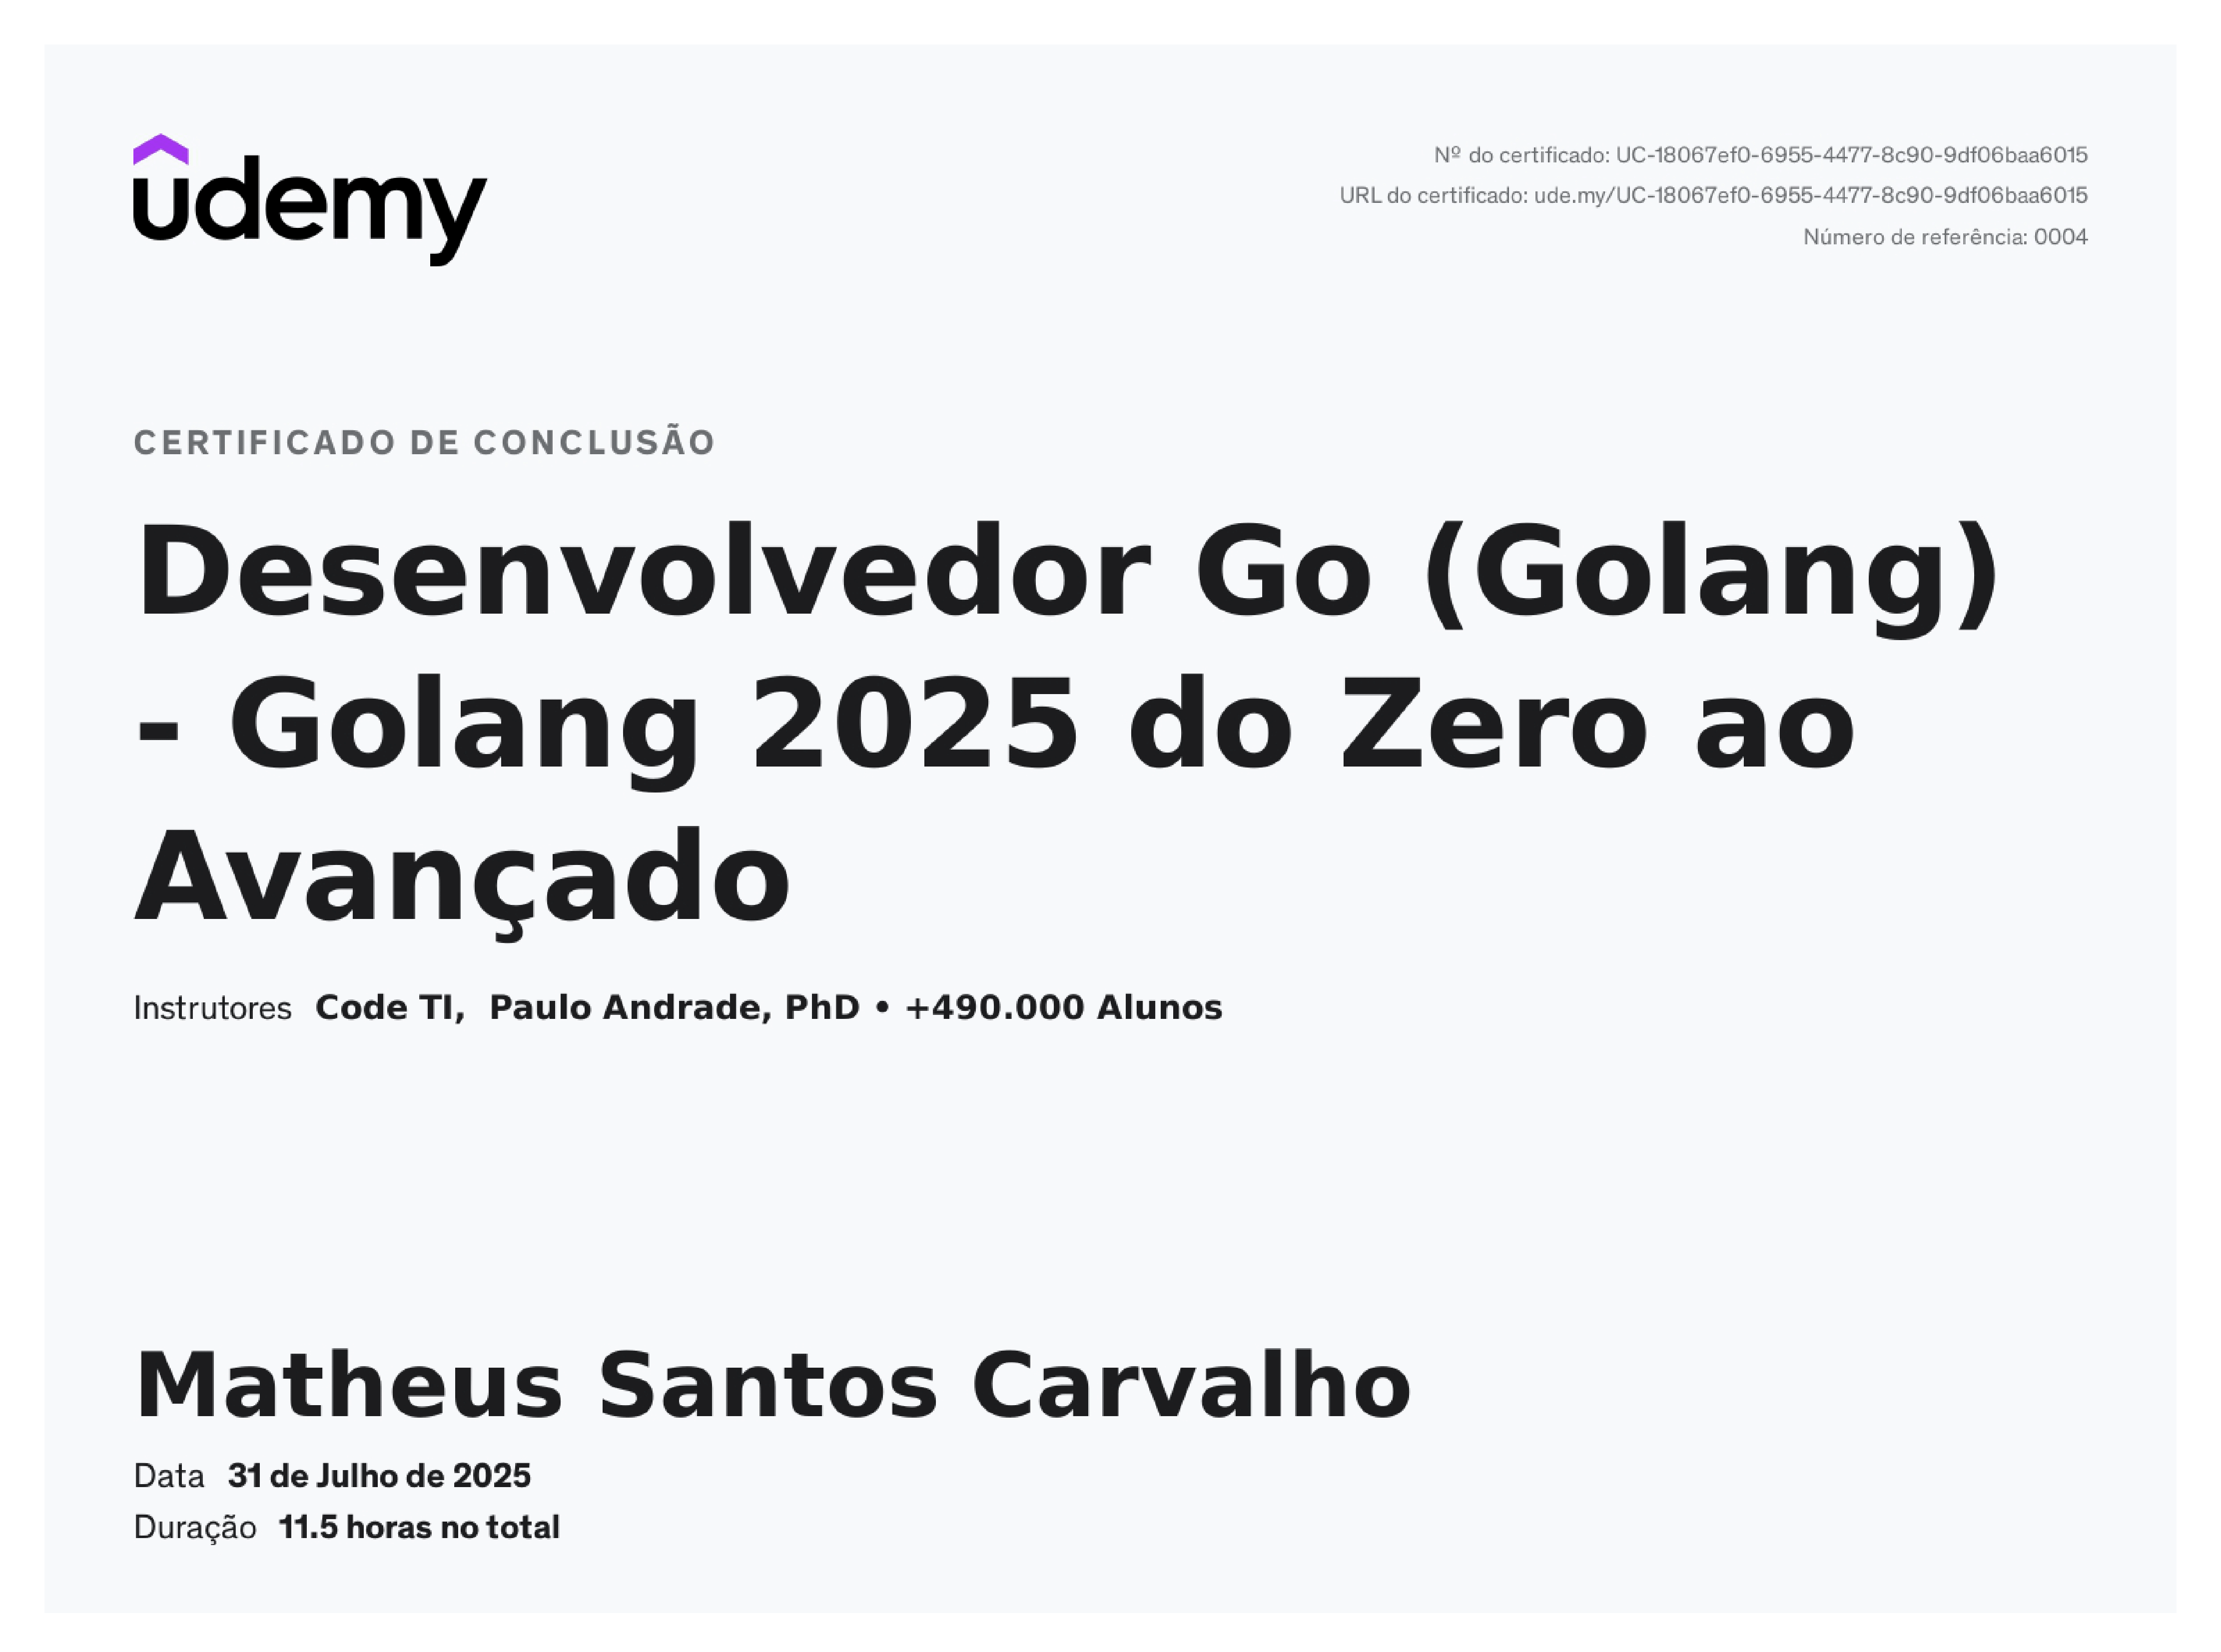 udemy
Nº do certificado: UC-18067ef0-6955-4477-8c90-9df06baa6015
URL do certificado: ude.my/UC-18067ef0-6955-4477-8c90-9df06baa6015
Número de referência: 0004
CERTIFICADO DE CONCLUSÃO
Desenvolvedor Go (Golang)
- Golang 2025 do Zero ao
Avançado
Instrutores Code TI, Paulo Andrade, PhD • +490.000 Alunos
Matheus Santos Carvalho
Data 31 de Julho de 2025
Duração 11.5 horas no total